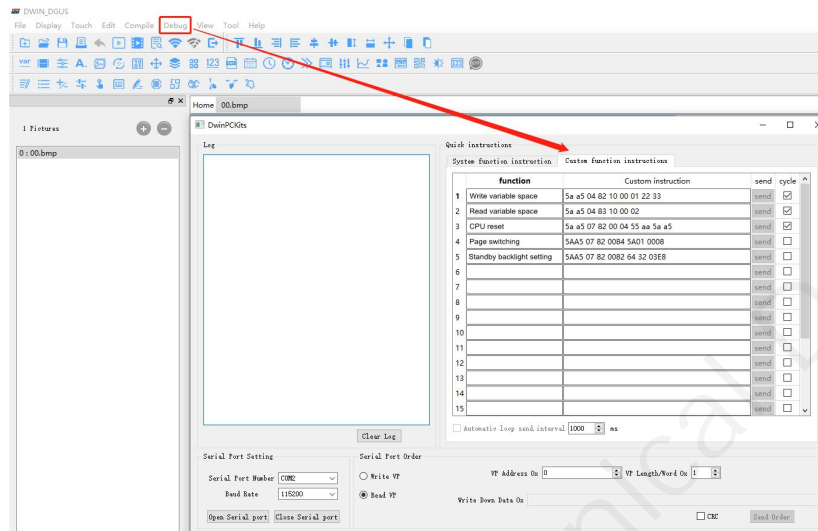 DWIN_DGUS
File Display Touch Edit Compile Debug View Tool Help
Home 00.bmp
1 Pictures
0 : 00.bmp
DwinPCKits
Log
Clear Log
Quick instructions
System function instruction Custom function instructions
function Custom instruction send cycle
1 Write variable space 5a a5 04 82 10 00 01 22 33 send
2 Read variable space 5a a5 04 83 10 00 02 send
3 CPU reset 5a a5 07 82 00 04 55 aa 5a a5 send
4 Page switching 5AA5 07 82 0084 5A01 0008 send
5 Standby backlight setting 5AA5 07 82 0082 64 32 03E8 send
6 send
7 send
8 send
9 send
10 send
11 send
12 send
13 send
14 send
15 send
Automatic loop send interval 1000 ms
Serial Port Setting
Serial Port Number COM2
Baud Rate 115200
Open Serial port Close Serial port
Serial Port Order
Write VP
Read VP
VP Address 0x 0 VP Length/Word 0x 1
Write Down Data 0x
CRC Send Order